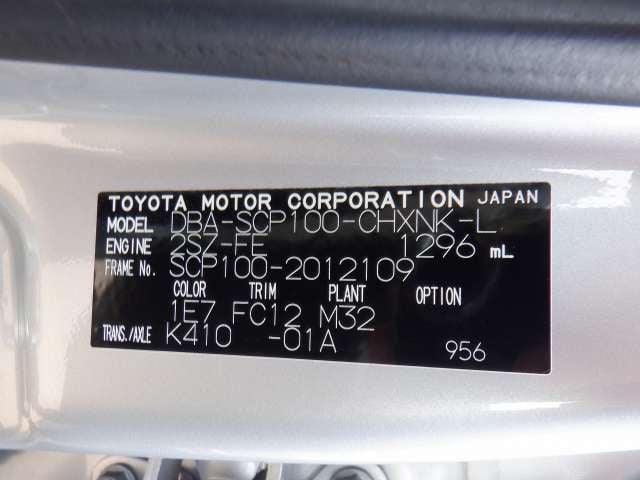 TOYOTA MOTOR CORPORATION JAPAN
MODEL DBA-SCP100-CHXNK-L
ENGINE 2SZ-FE 1296 mL
FRAME No. SCP100-2012109
COLOR TRIM PLANT OPTION
1E7 FC12 M32
TRANS./AXLE K410 -01A
956